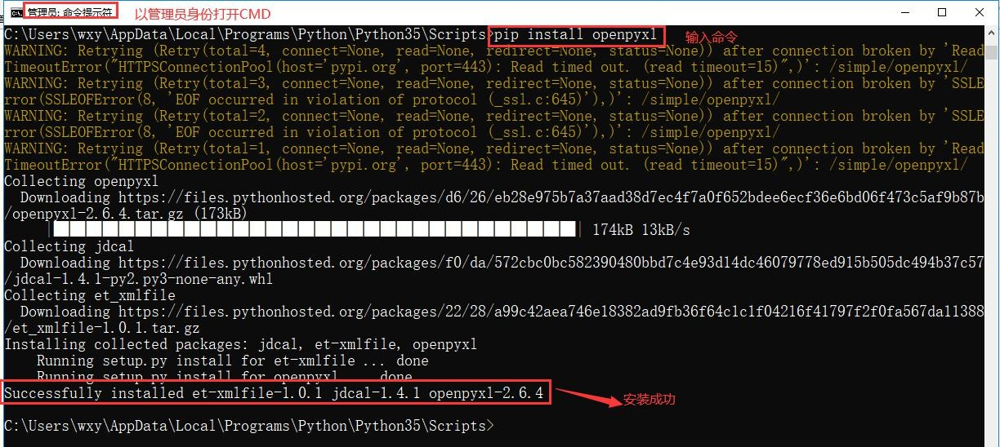 管理员: 命令提示符
以管理员身份打开CMD
C:\Users\wxy\AppData\Local\Programs\Python\Python35\Scripts>pip install openpyxl
输入命令
WARNING: Retrying (Retry(total=4, connect=None, read=None, redirect=None, status=None)) after connection broken by 'Read
TimeoutError("HTTPSConnectionPool(host='pypi.org', port=443): Read timed out. (read timeout=15)",)': /simple/openpyxl/
WARNING: Retrying (Retry(total=3, connect=None, read=None, redirect=None, status=None)) after connection broken by 'SSLE
rror(SSLEOFError(8, 'EOF occurred in violation of protocol (_ssl.c:645)'),)': /simple/openpyxl/
WARNING: Retrying (Retry(total=2, connect=None, read=None, redirect=None, status=None)) after connection broken by 'SSLE
rror(SSLEOFError(8, 'EOF occurred in violation of protocol (_ssl.c:645)'),)': /simple/openpyxl/
WARNING: Retrying (Retry(total=1, connect=None, read=None, redirect=None, status=None)) after connection broken by 'Read
TimeoutError("HTTPSConnectionPool(host='pypi.org', port=443): Read timed out. (read timeout=15)",)': /simple/openpyxl/
Collecting openpyxl
Downloading https://files.pythonhosted.org/packages/d6/26/eb28e975b7a37aad38d7ec4f7a0f652bdee6ecf36e6bd06f473c5af9b87b
/openpyxl-2.6.4.tar.gz (173kB)
174kB 13kB/s
Collecting jdcal
Downloading https://files.pythonhosted.org/packages/f0/da/572cbc0bc582390480bbd7c4e93d14dc46079778ed915b505dc494b37c57
/jdcal-1.4.1-py2.py3-none-any.whl
Collecting et_xmlfile
Downloading https://files.pythonhosted.org/packages/22/28/a99c42aea746e18382ad9fb36f64c1c1f04216f41797f2f0fa567da11388
/et_xmlfile-1.0.1.tar.gz
Installing collected packages: jdcal, et-xmlfile, openpyxl
Running setup.py install for et-xmlfile ... done
Running setup.py install for openpyxl ... done
Successfully installed et-xmlfile-1.0.1 jdcal-1.4.1 openpyxl-2.6.4
安装成功
C:\Users\wxy\AppData\Local\Programs\Python\Python35\Scripts>